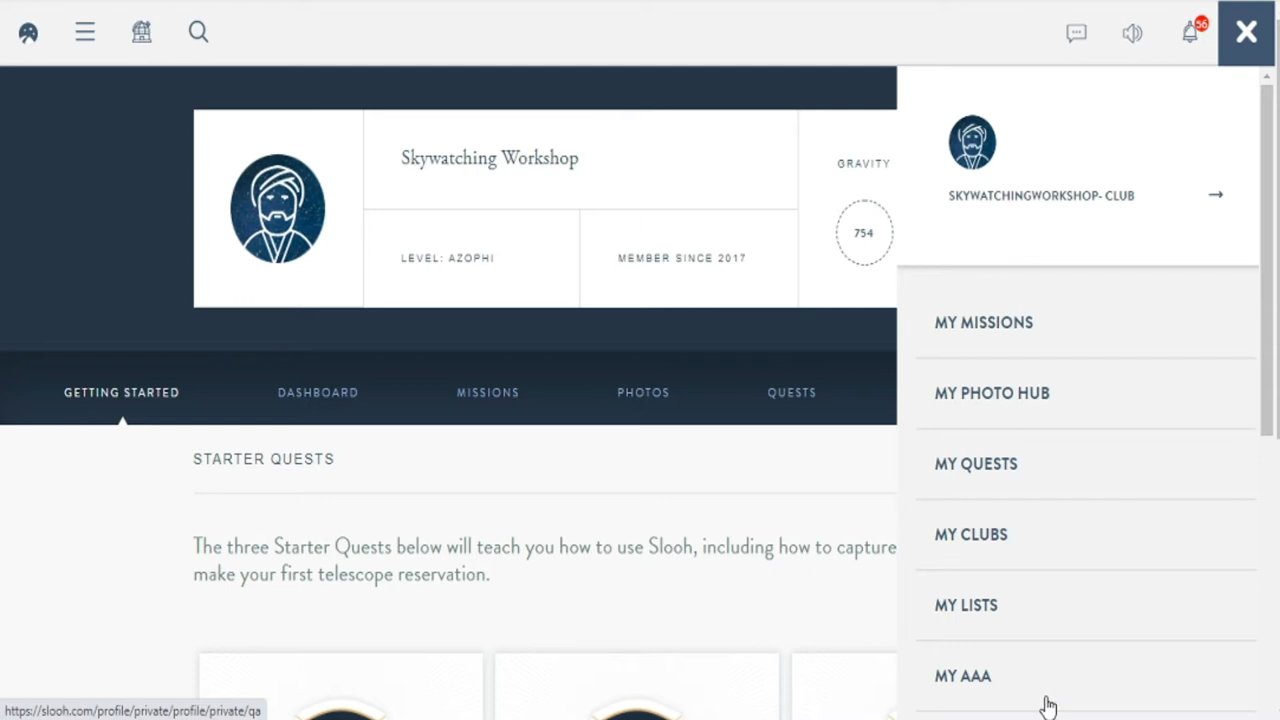 56
Skywatching Workshop
GRAVITY
754
LEVEL: AZOPHI
MEMBER SINCE 2017
SKYWATCHINGWORKSHOP- CLUB
→
MY MISSIONS
MY PHOTO HUB
MY QUESTS
MY CLUBS
MY LISTS
MY AAA
GETTING STARTED
DASHBOARD
MISSIONS
PHOTOS
QUESTS
STARTER QUESTS
The three Starter Quests below will teach you how to use Slooh, including how to capture
make your first telescope reservation.
https://slooh.com/profile/private/profile/private/qa